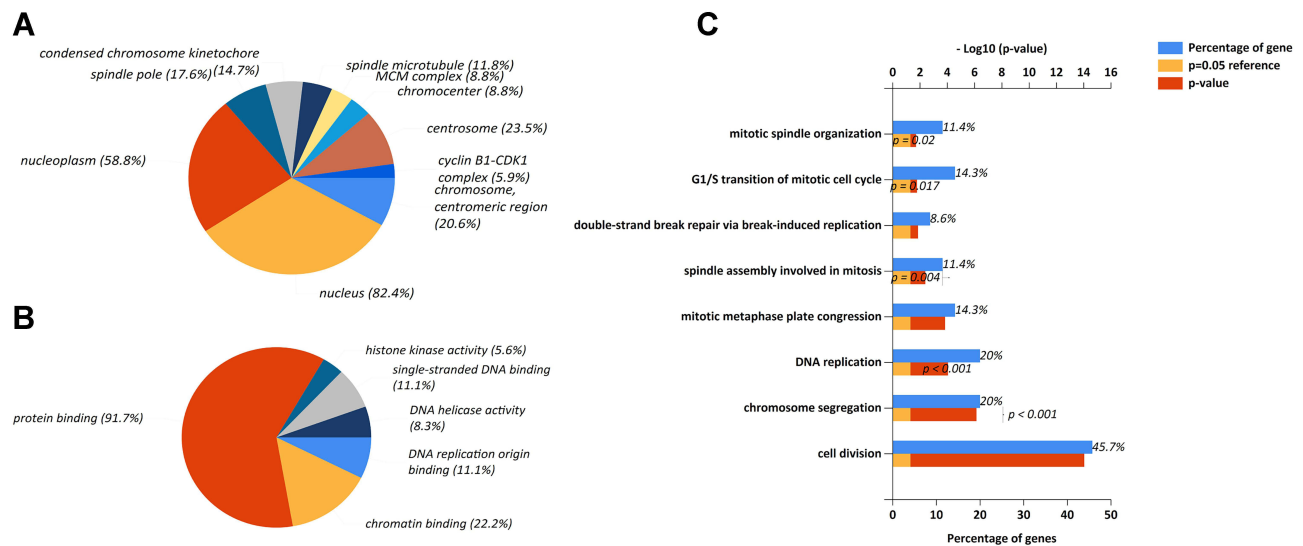 A
condensed chromosome kinetochore
(14.7%)
spindle pole (17.6%)
spindle microtubule (11.8%)
MCM complex (8.8%)
chromocenter (8.8%)
centrosome (23.5%)
nucleoplasm (58.8%)
cyclin B1-CDK1
complex (5.9%)
chromosome,
centromeric region
(20.6%)
nucleus (82.4%)
B
histone kinase activity (5.6%)
single-stranded DNA binding
(11.1%)
protein binding (91.7%)
DNA helicase activity
(8.3%)
DNA replication origin
binding (11.1%)
chromatin binding (22.2%)
C
- Log10 (p-value)
0 2 4 6 8 10 12 14 16
Percentage of gene
p=0.05 reference
p-value
mitotic spindle organization
11.4%
p = 0.02
G1/S transition of mitotic cell cycle
14.3%
p = 0.017
double-strand break repair via break-induced replication
8.6%
spindle assembly involved in mitosis
11.4%
p = 0.004
mitotic metaphase plate congression
14.3%
DNA replication
20%
p < 0.001
chromosome segregation
20%
p < 0.001
cell division
45.7%
0 10 10 20 30 40 50
Percentage of genes